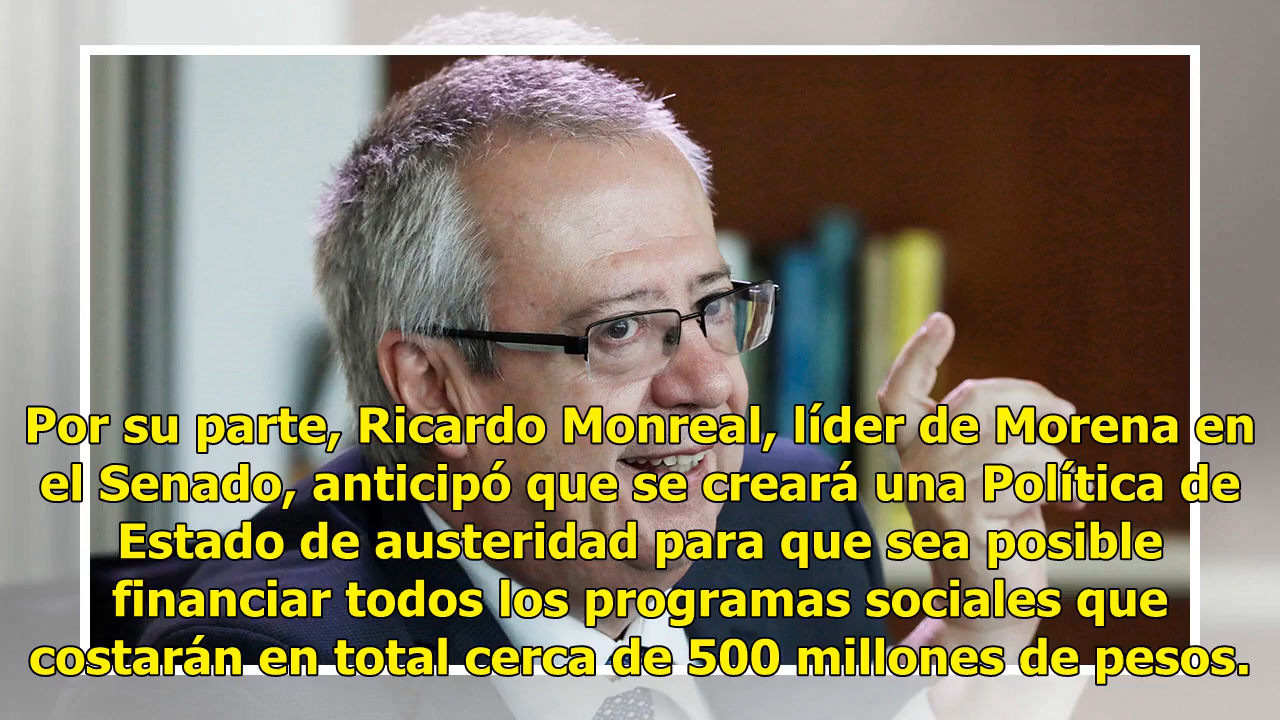 Por su parte, Ricardo Monreal, líder de Morena en
el Senado, anticipó que se creará una Política de
Estado de austeridad para que sea posible
financiar todos los programas sociales que
costarán en total cerca de 500 millones de pesos.